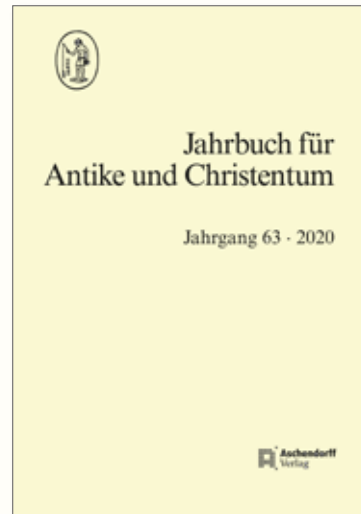 Jahrbuch für
Antike und Christentum
Jahrgang 63 · 2020
Aschendorff
Verlag